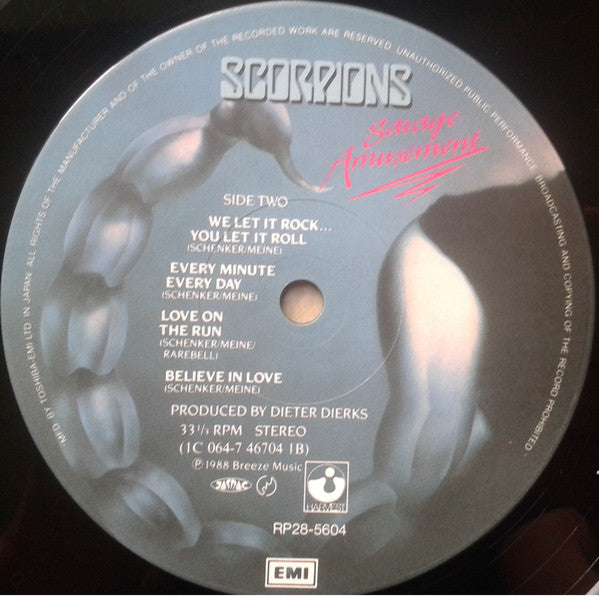 SCORPIONS
Savage
Amusement
SIDE TWO
WE LET IT ROCK...
YOU LET IT ROLL
(SCHENKER/MEINE)
EVERY MINUTE
EVERY DAY
(SCHENKER/MEINE)
LOVE ON
THE RUN
(SCHENKER/MEINE/
RAREBELL)
BELIEVE IN LOVE
(SCHENKER/MEINE)
PRODUCED BY DIETER DIERKS
33 1/3 RPM STEREO
(1C 064-7 46704 1B)
℗ 1988 Breeze Music
HARVEST
RP28-5604
EMI
MFD BY TOSHIBA-EMI LTD. IN JAPAN. ALL RIGHTS OF THE MANUFACTURER AND OF THE OWNER OF THE RECORDED WORK ARE RESERVED. UNAUTHORIZED PUBLIC PERFORMANCE BROADCASTING AND COPYING OF THE RECORD PROHIBITED